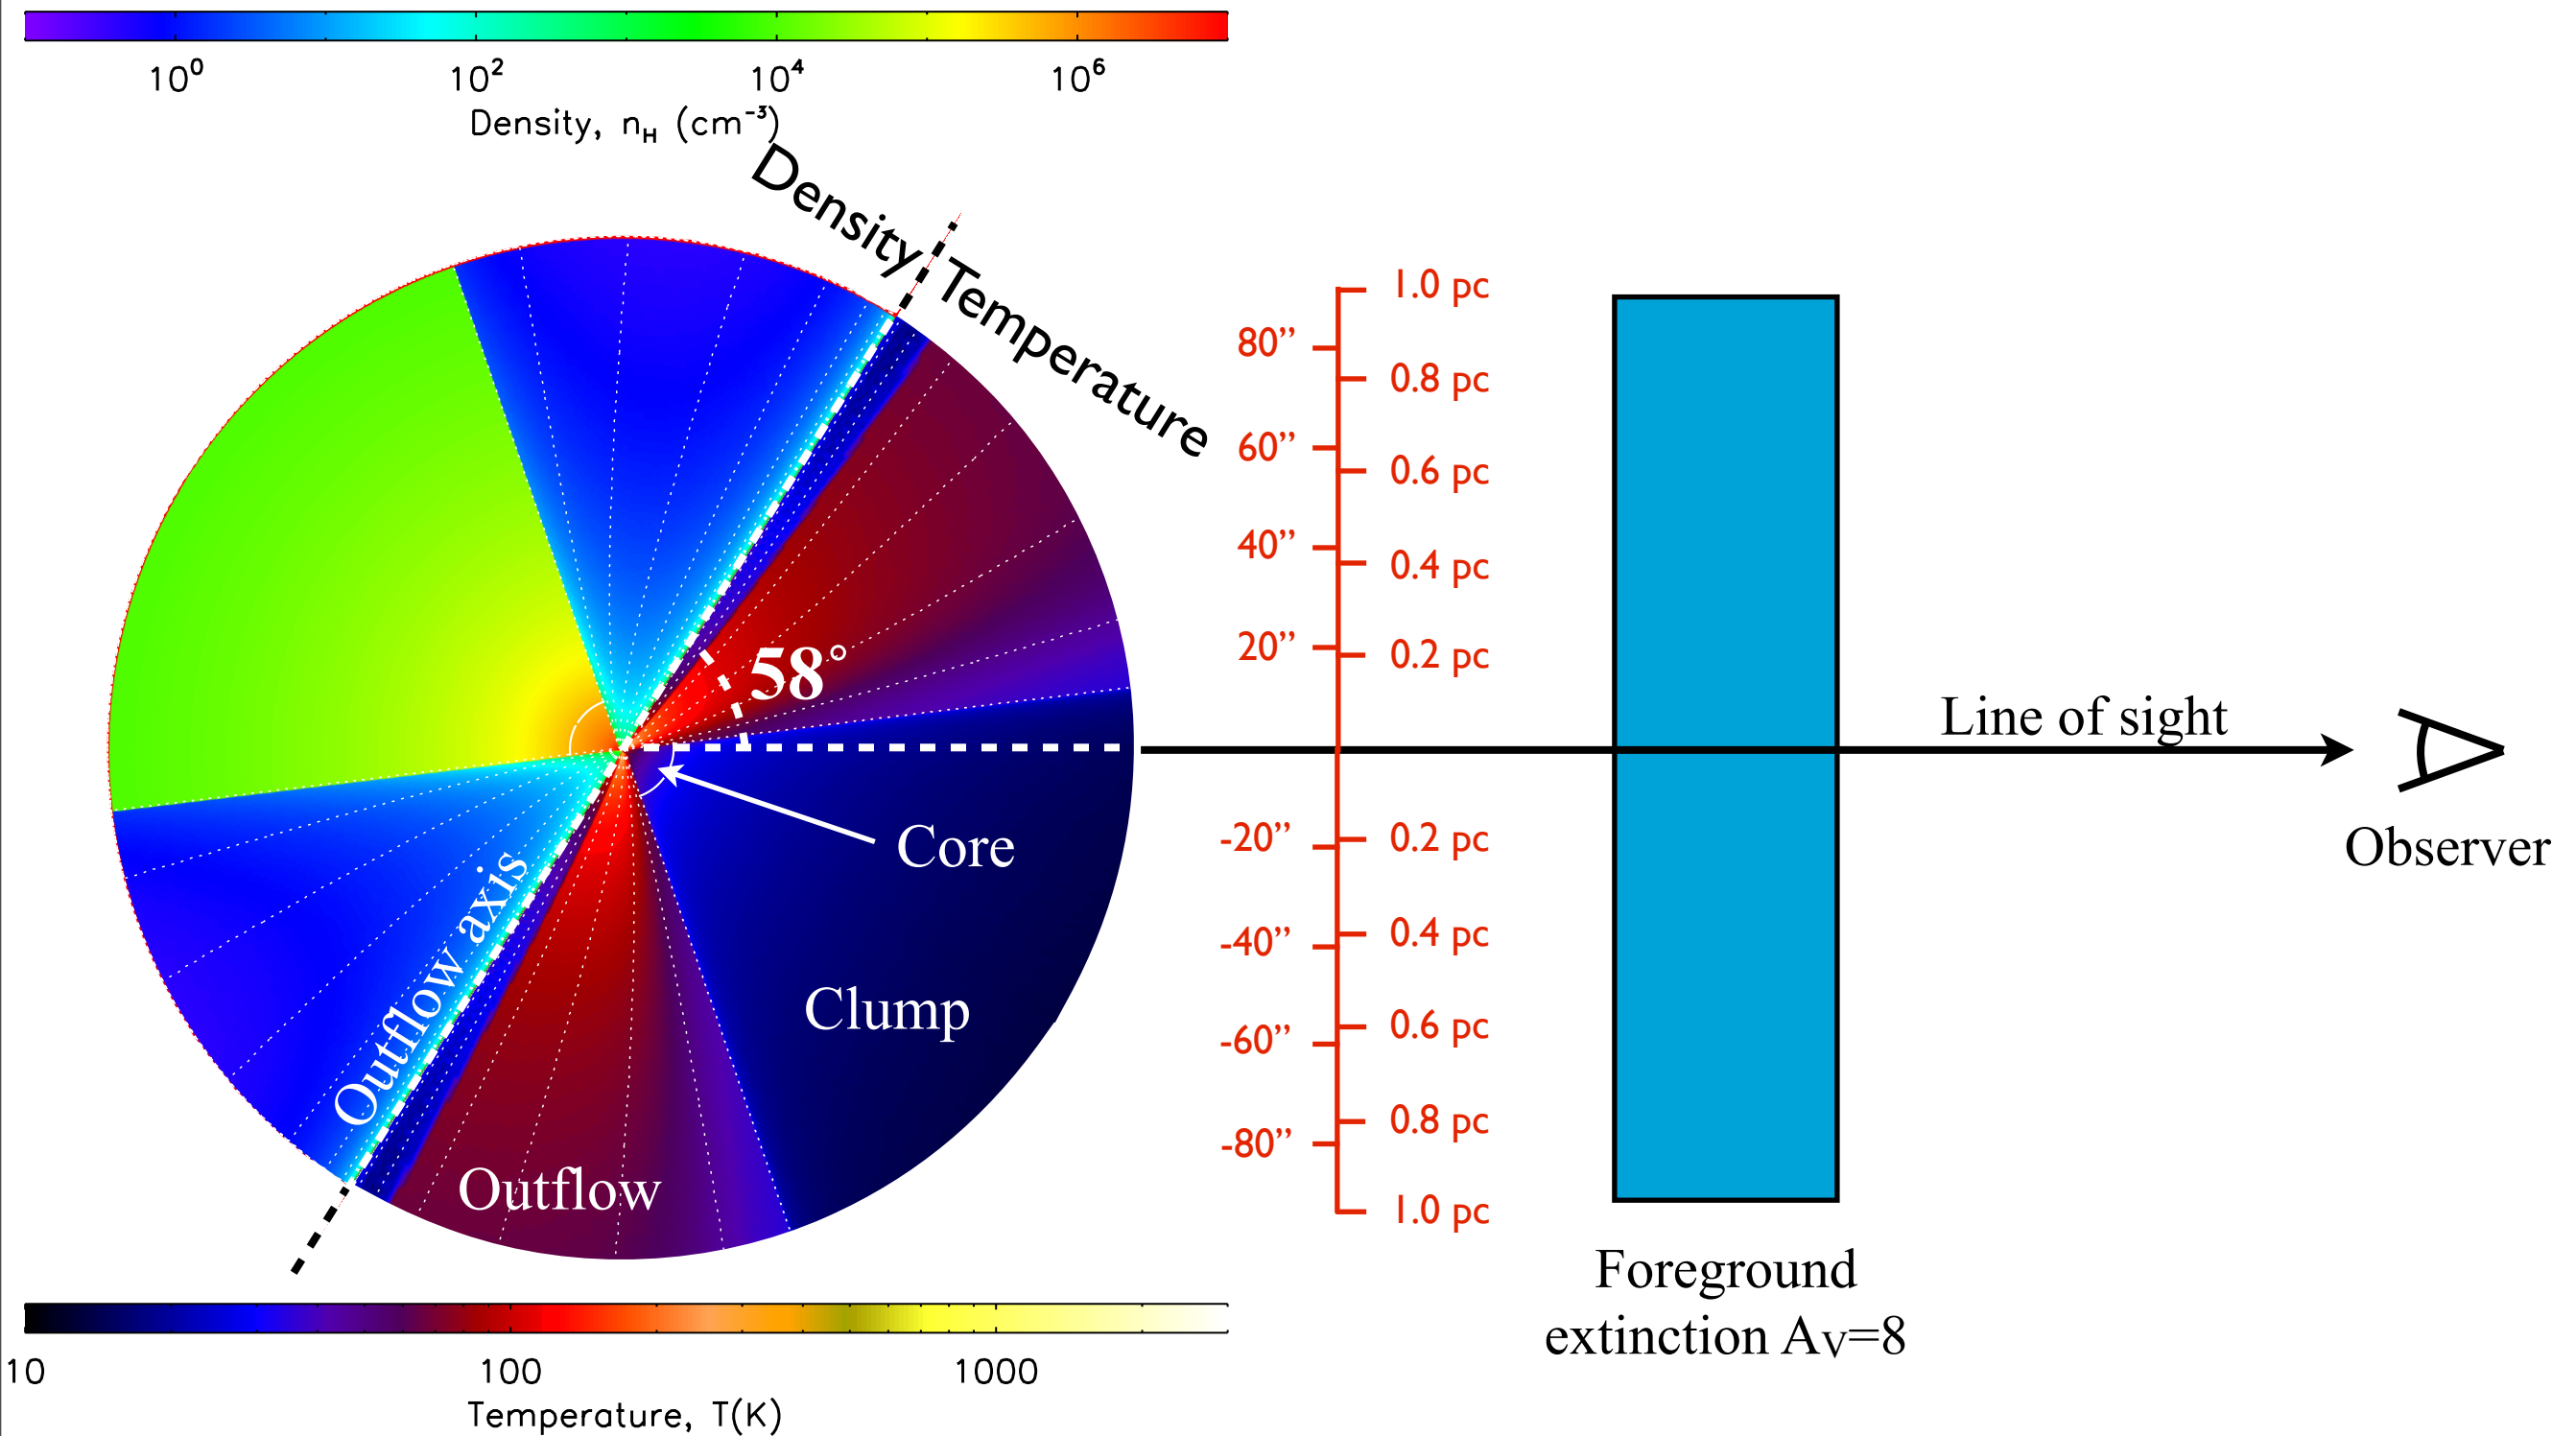 10⁰ 10² 10⁴ 10⁶
Density, n_H (cm⁻³)
Density
Temperature
58°
Core
Clump
Outflow axis
Outflow
80’’
60’’
40’’
20’’
-20’’
-40’’
-60’’
-80’’
1.0 pc
0.8 pc
0.6 pc
0.4 pc
0.2 pc
0.2 pc
0.4 pc
0.6 pc
0.8 pc
1.0 pc
Line of sight
Observer
Foreground
extinction Aᵥ=8
10 100 1000
Temperature, T(K)